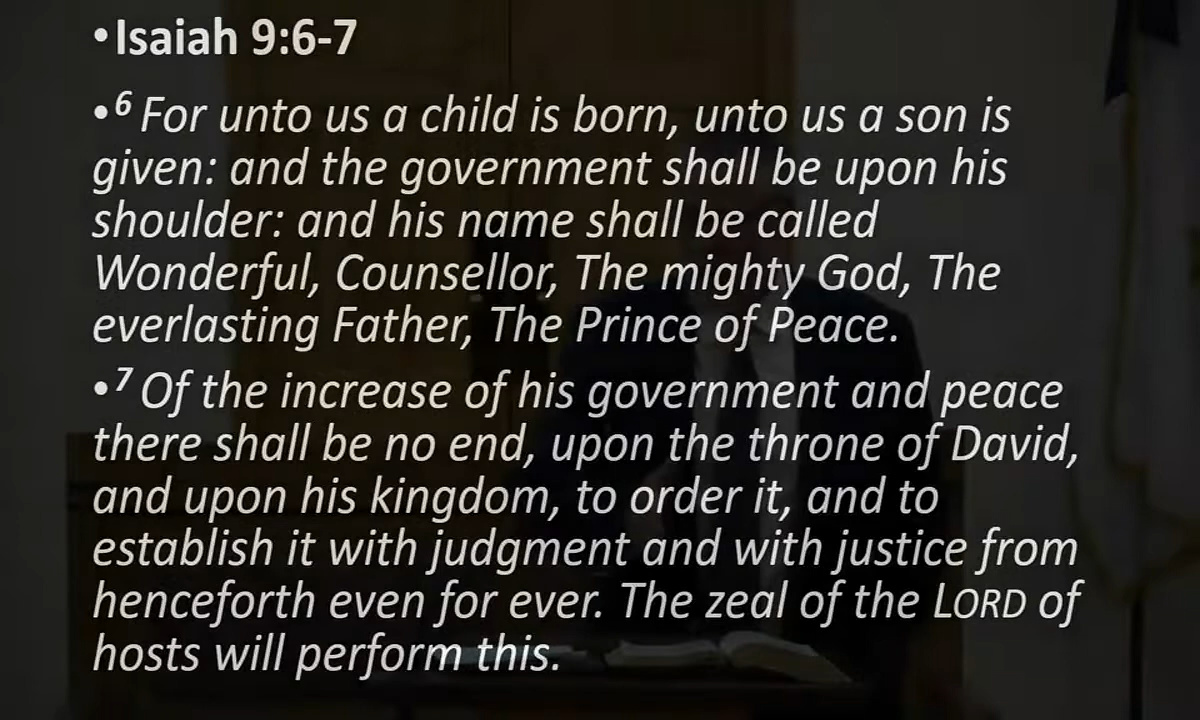 •Isaiah 9:6-7
•6 For unto us a child is born, unto us a son is
given: and the government shall be upon his
shoulder: and his name shall be called
Wonderful, Counsellor, The mighty God, The
everlasting Father, The Prince of Peace.
•7 Of the increase of his government and peace
there shall be no end, upon the throne of David,
and upon his kingdom, to order it, and to
establish it with judgment and with justice from
henceforth even for ever. The zeal of the LORD of
hosts will perform this.